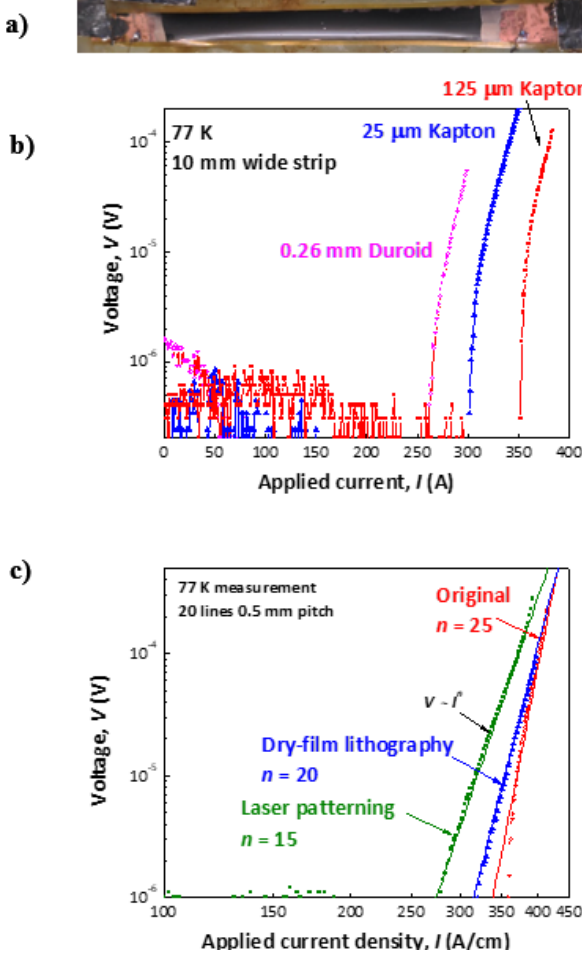 a)
125 μm Kapton
b)
10⁻⁴
77 K
25 μm Kapton
10 mm wide strip
Voltage, V (V)
0.26 mm Duroid
10⁻⁵
10⁻⁶
0 50 100 150 200 250 300 350 400
Applied current, I (A)
c)
77 K measurement
20 lines 0.5 mm pitch
Original
n = 25
10⁻⁴
V ~ Iⁿ
Voltage, V (V)
Dry-film lithography
n = 20
10⁻⁵
Laser patterning
n = 15
10⁻⁶
100 200 300 350 400 450
Applied current density, I (A/cm)